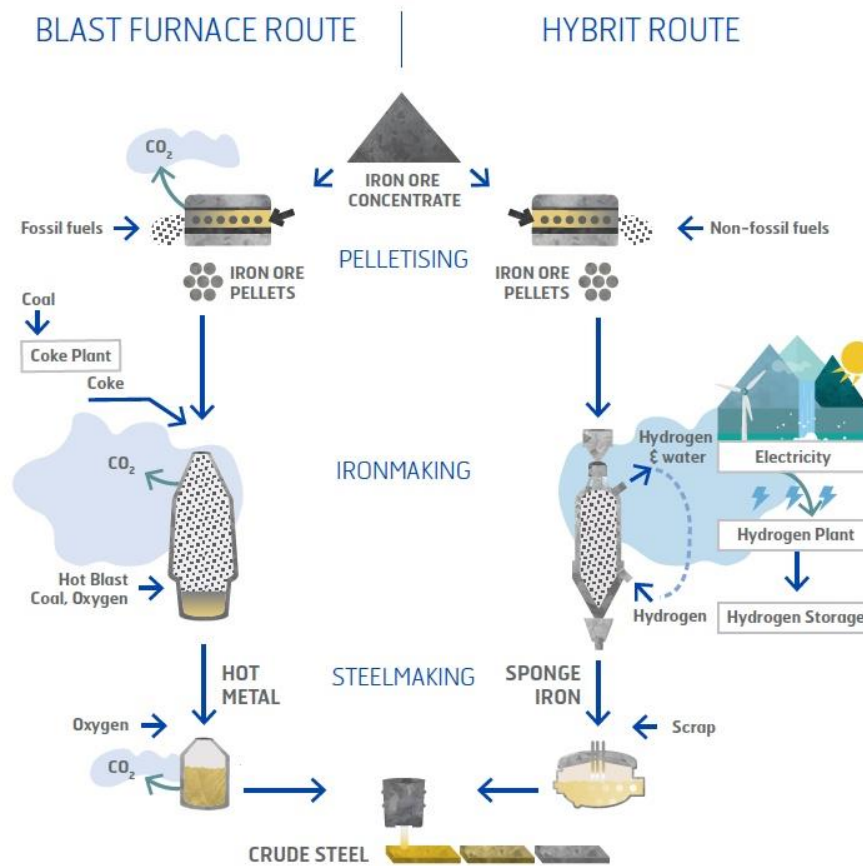 BLAST FURNACE ROUTE
HYBRIT ROUTE
CO₂
IRON ORE
CONCENTRATE
Fossil fuels
Non-fossil fuels
PELLETISING
IRON ORE
PELLETS
IRON ORE
PELLETS
Coal
Coke Plant
Coke
CO₂
IRONMAKING
Hydrogen
& water
Electricity
Hydrogen Plant
Hot Blast
Coal, Oxygen
Hydrogen
Hydrogen Storage
HOT
METAL
STEELMAKING
SPONGE
IRON
Oxygen
Scrap
CO₂
CRUDE STEEL